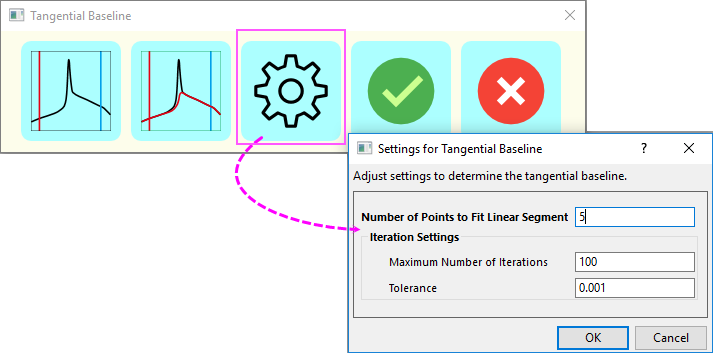 Tangential Baseline
Settings for Tangential Baseline
?
Adjust settings to determine the tangential baseline.
Number of Points to Fit Linear Segment 5
Iteration Settings
Maximum Number of Iterations 100
Tolerance 0.001
OK Cancel